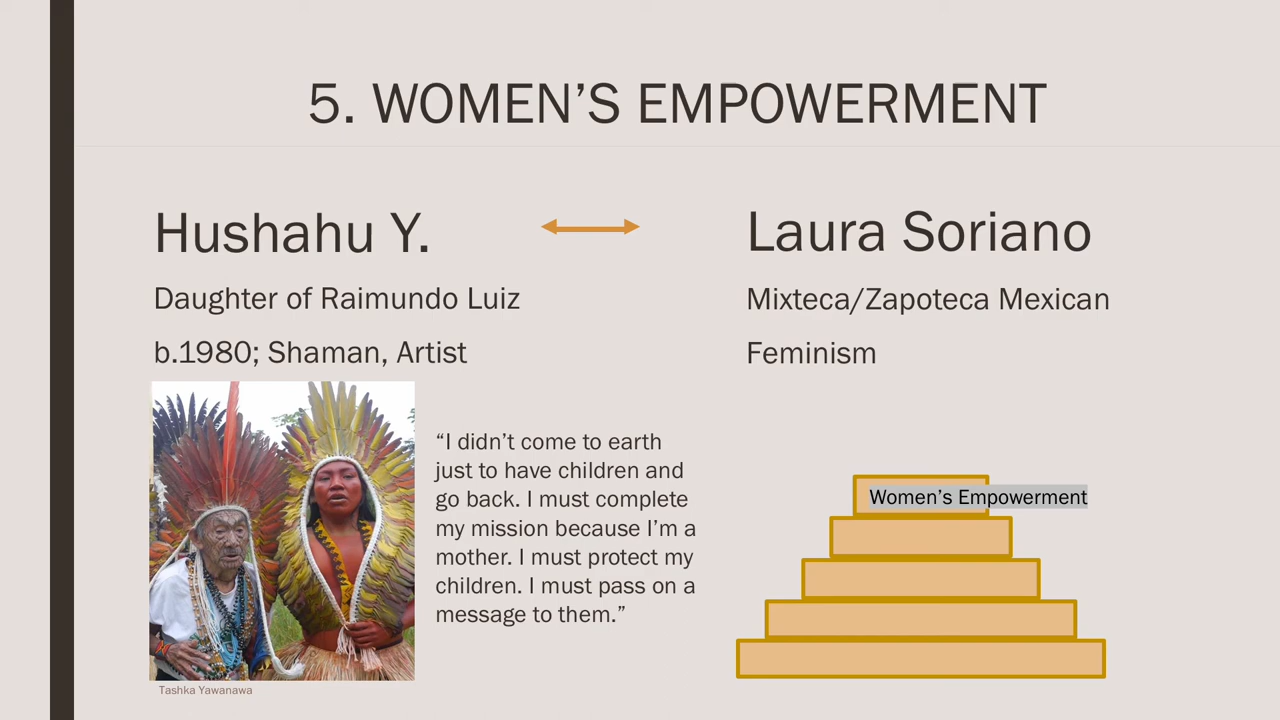 5. WOMEN’S EMPOWERMENT
Hushahu Y.
Daughter of Raimundo Luiz
b.1980; Shaman, Artist
“I didn’t come to earth
just to have children and
go back. I must complete
my mission because I’m a
mother. I must protect my
children. I must pass on a
message to them.”
Tashka Yawanawa
Laura Soriano
Mixteca/Zapoteca Mexican
Feminism
Women’s Empowerment